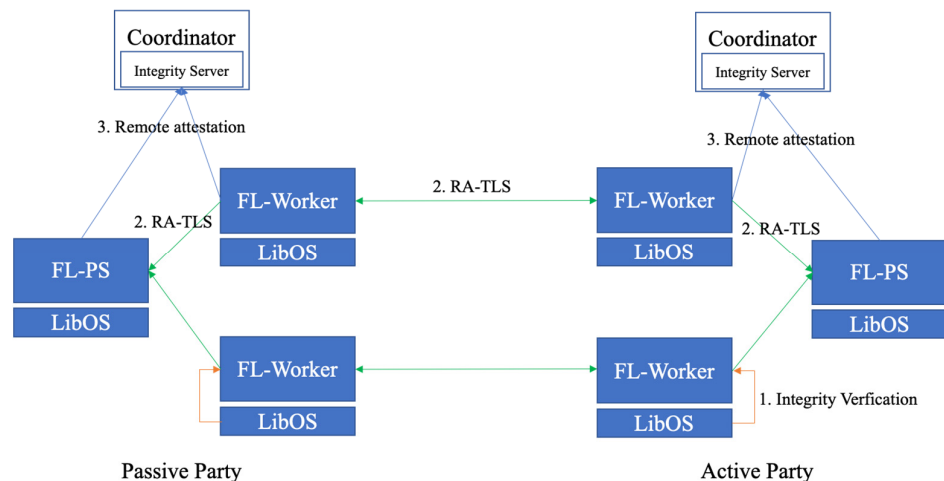 Coordinator
Integrity Server
Coordinator
Integrity Server
3. Remote attestation
3. Remote attestation
FL-Worker
2. RA-TLS
FL-Worker
2. RA-TLS
2. RA-TLS
LibOS
LibOS
FL-PS
FL-PS
LibOS
LibOS
FL-Worker
FL-Worker
1. Integrity Verfication
LibOS
LibOS
Passive Party
Active Party